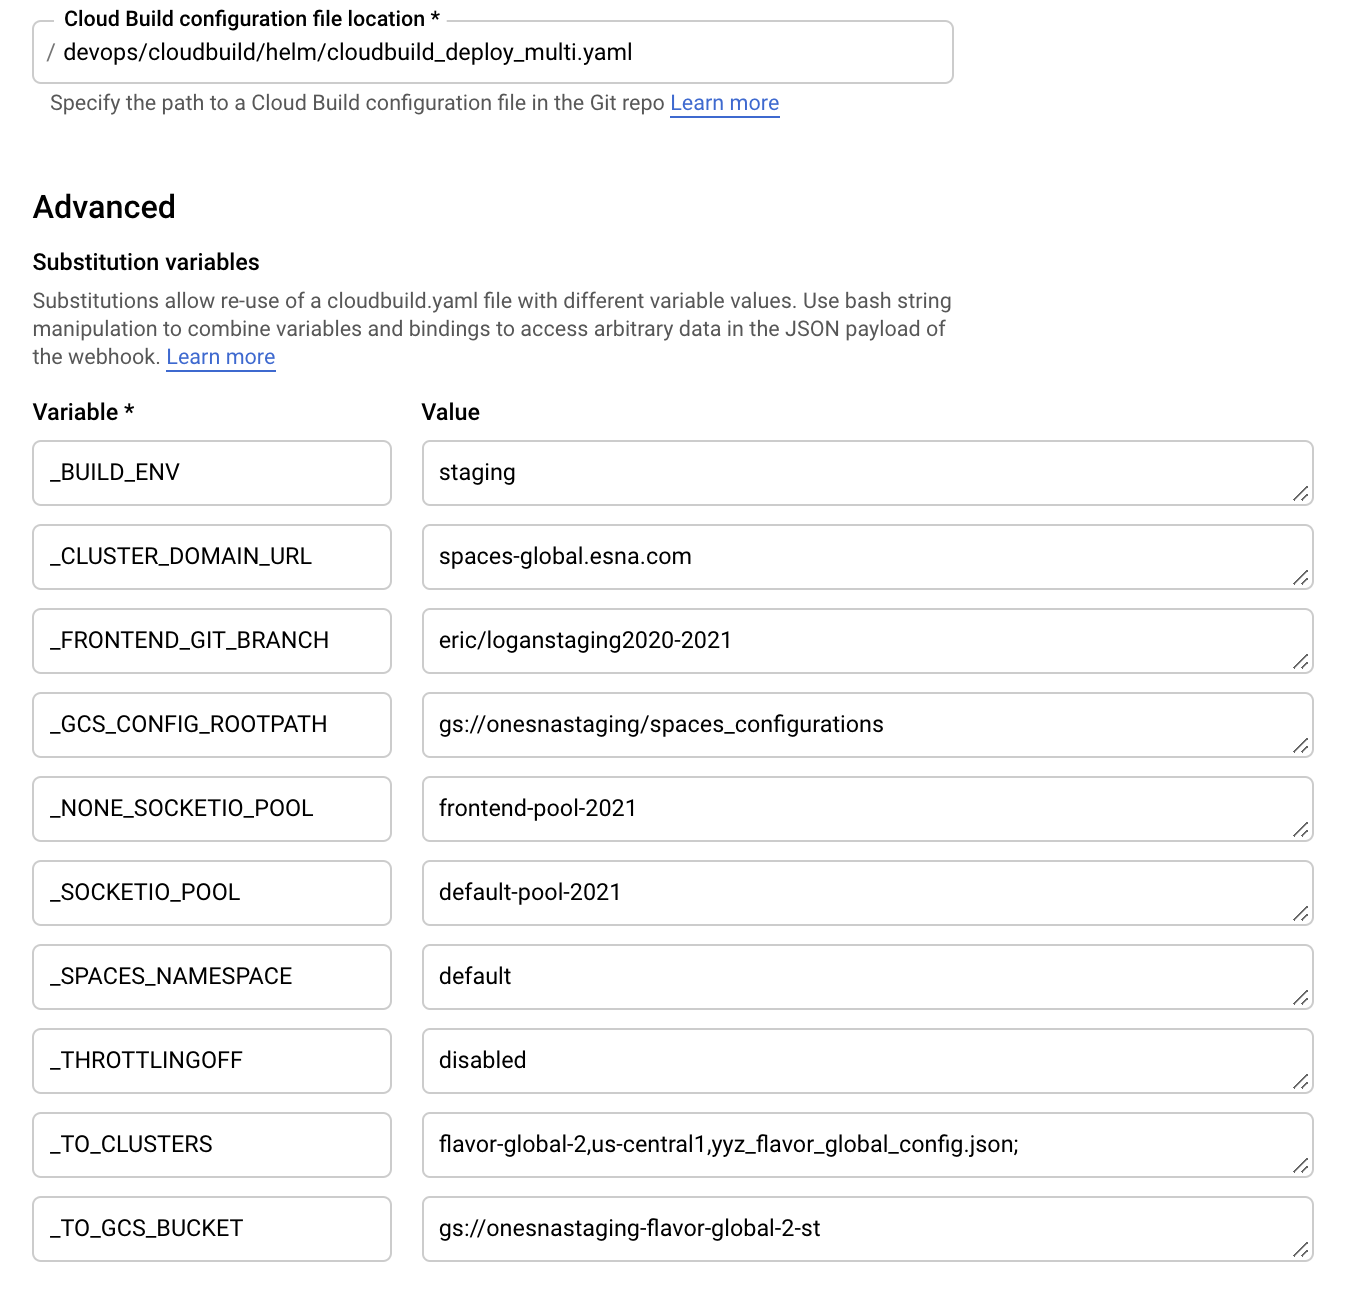 Cloud Build configuration file location *
/ devops/cloudbuild/helm/cloudbuild_deploy_multi.yaml
Specify the path to a Cloud Build configuration file in the Git repo Learn more
Advanced
Substitution variables
Substitutions allow re-use of a cloudbuild.yaml file with different variable values. Use bash string
manipulation to combine variables and bindings to access arbitrary data in the JSON payload of
the webhook. Learn more
Variable * Value
_BUILD_ENV staging
_CLUSTER_DOMAIN_URL spaces-global.esna.com
_FRONTEND_GIT_BRANCH eric/loganstaging2020-2021
_GCS_CONFIG_ROOTPATH gs://onesnastaging/spaces_configurations
_NONE_SOCKETIO_POOL frontend-pool-2021
_SOCKETIO_POOL default-pool-2021
_SPACES_NAMESPACE default
_THROTTLINGOFF disabled
_TO_CLUSTERS flavor-global-2,us-central1,yyz_flavor_global_config.json;
_TO_GCS_BUCKET gs://onesnastaging-flavor-global-2-st